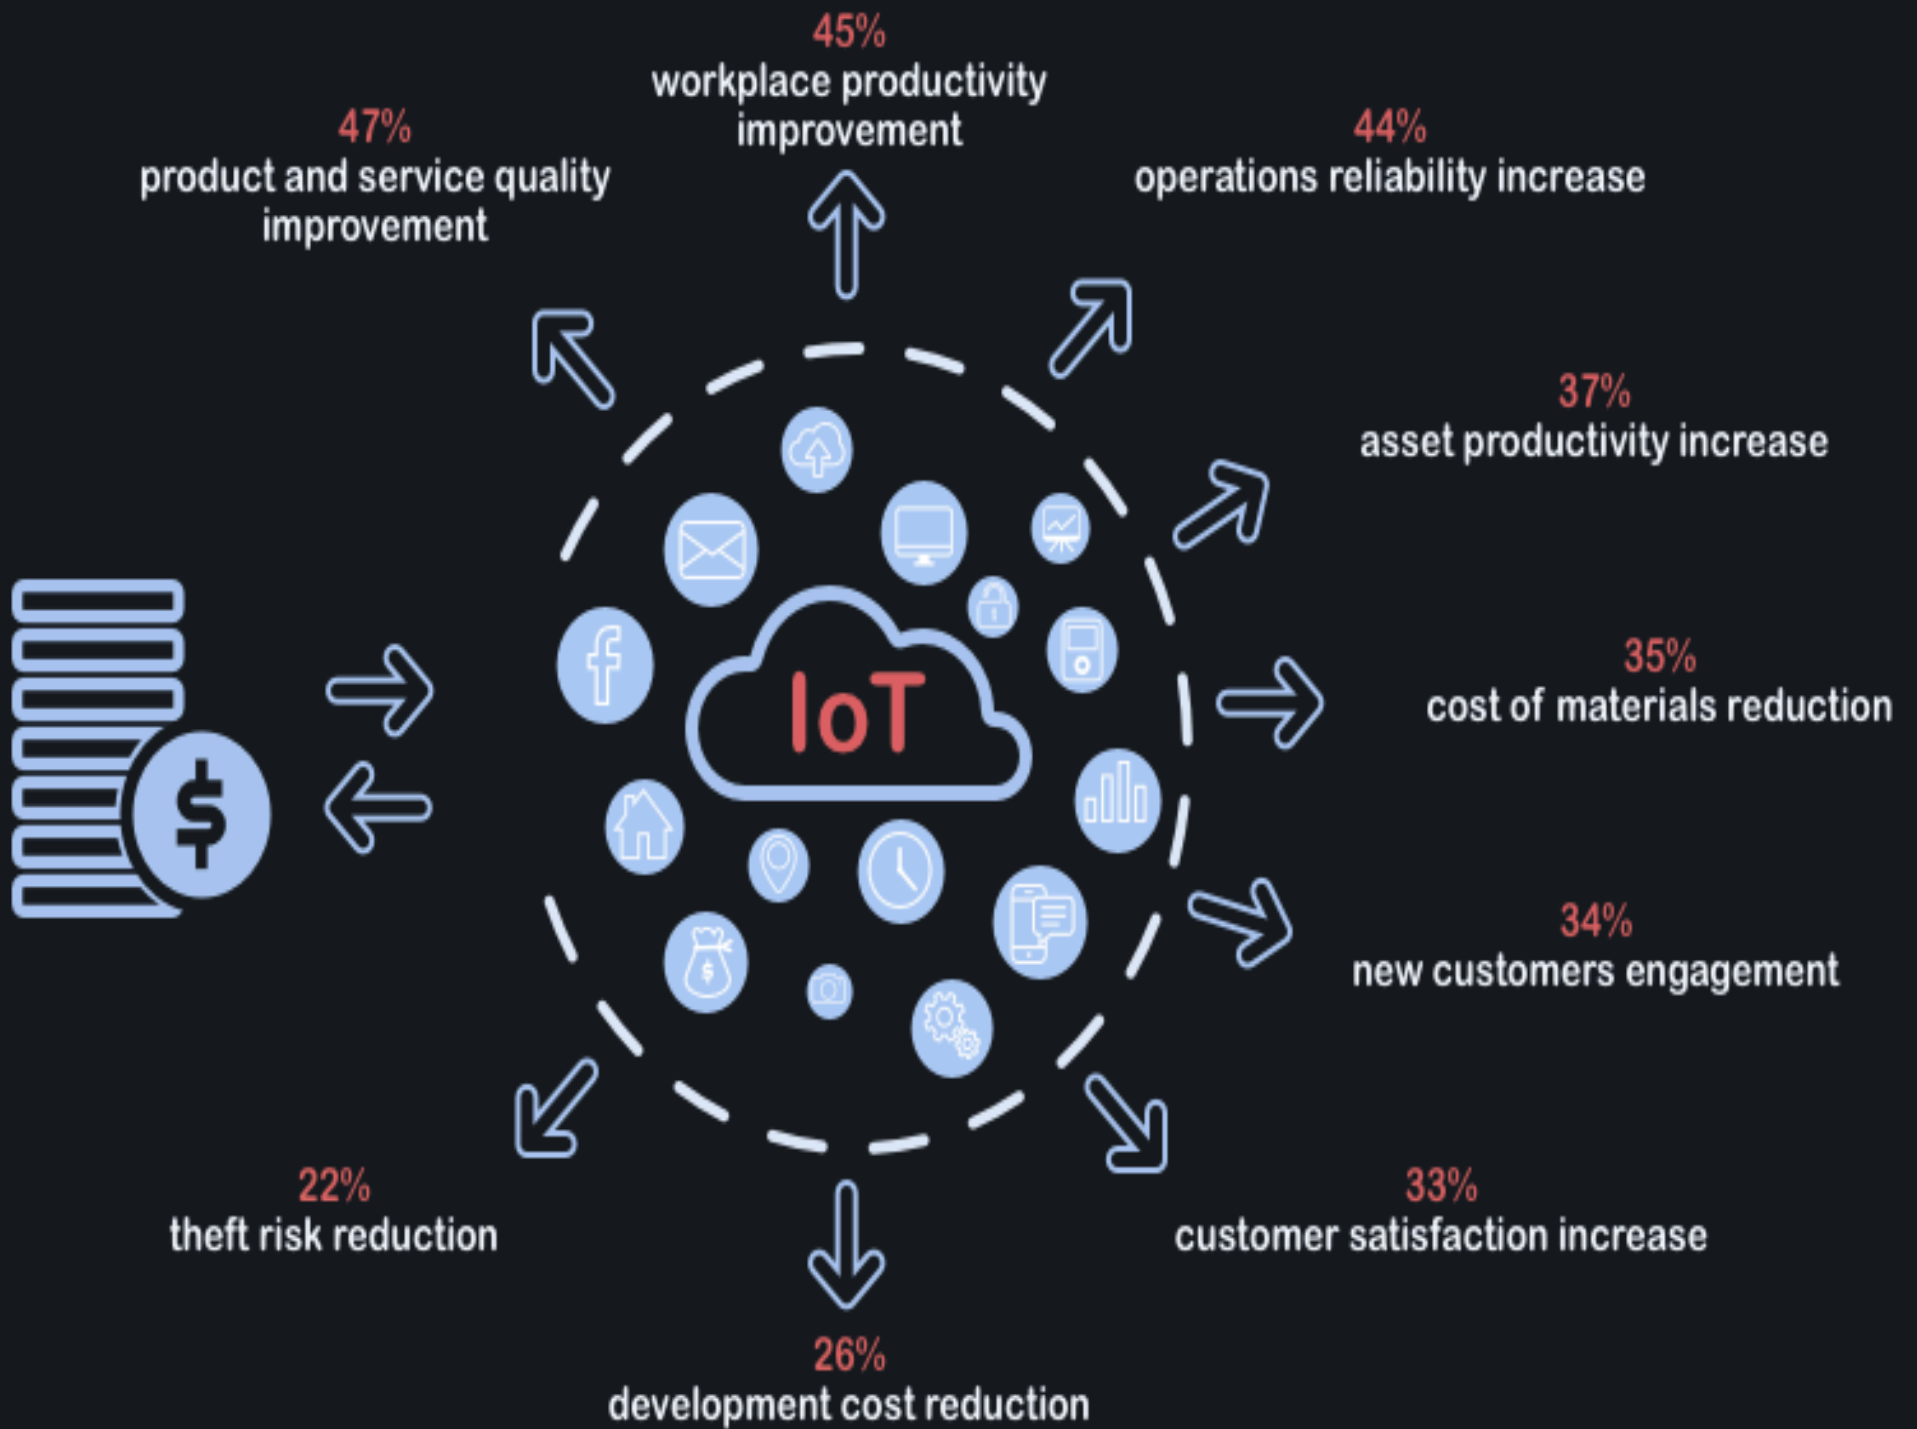 45%
workplace productivity
improvement
47%
product and service quality
improvement
44%
operations reliability increase
37%
asset productivity increase
IoT
35%
cost of materials reduction
$
34%
new customers engagement
$
22%
theft risk reduction
33%
customer satisfaction increase
26%
development cost reduction